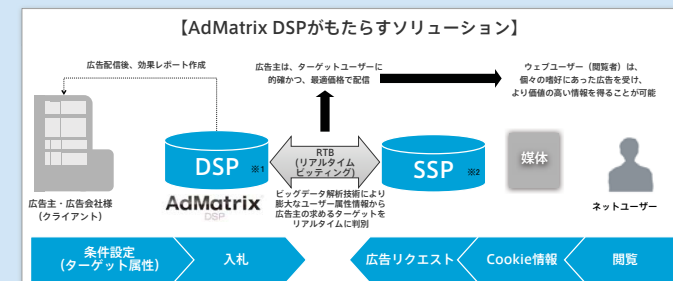 【AdMatrix DSPがもたらすソリューション】
広告配信後、効果レポート作成
広告主は、ターゲットユーザーに
的確かつ、最適価格で配信
ウェブユーザー（閲覧者）は、
個々の嗜好にあった広告を受け、
より価値の高い情報を得ることが可能
DSP ※1
RTB
(リアルタイム
ビッティング)
SSP ※2
媒体
広告主・広告会社様
(クライアント)
AdMatrix
DSP
ビッグデータ解析技術により
膨大なユーザー属性情報から
広告主の求めるターゲットを
リアルタイムに判別
ネットユーザー
条件設定
(ターゲット属性)
入札
広告リクエスト
Cookie情報
閲覧